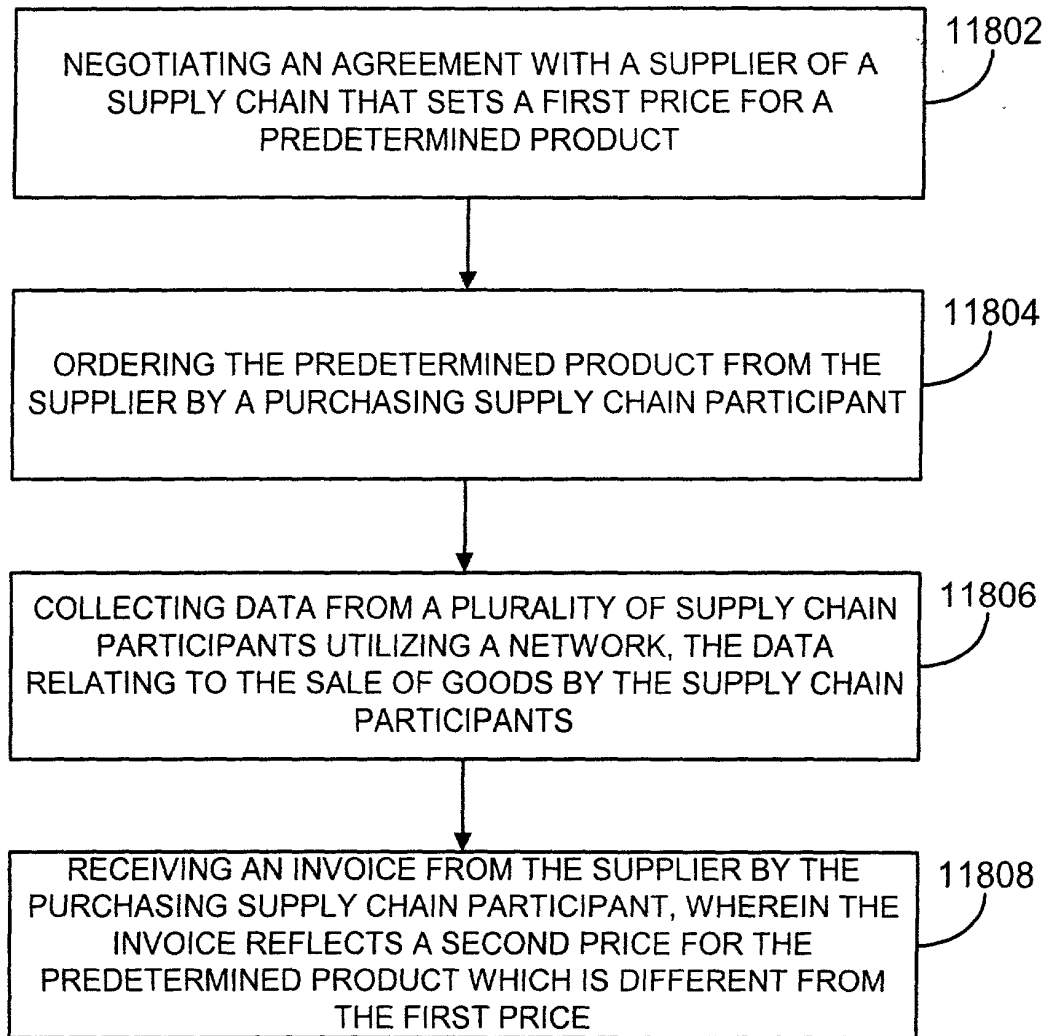 11802
NEGOTIATING AN AGREEMENT WITH A SUPPLIER OF A
SUPPLY CHAIN THAT SETS A FIRST PRICE FOR A
PREDETERMINED PRODUCT
11804
ORDERING THE PREDETERMINED PRODUCT FROM THE
SUPPLIER BY A PURCHASING SUPPLY CHAIN PARTICIPANT
11806
COLLECTING DATA FROM A PLURALITY OF SUPPLY CHAIN
PARTICIPANTS UTILIZING A NETWORK, THE DATA
RELATING TO THE SALE OF GOODS BY THE SUPPLY CHAIN
PARTICIPANTS
11808
RECEIVING AN INVOICE FROM THE SUPPLIER BY THE
PURCHASING SUPPLY CHAIN PARTICIPANT, WHEREIN THE
INVOICE REFLECTS A SECOND PRICE FOR THE
PREDETERMINED PRODUCT WHICH IS DIFFERENT FROM
THE FIRST PRICE